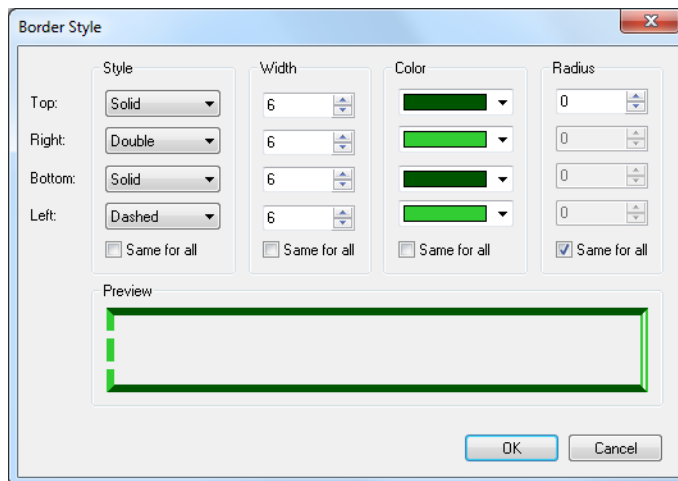 Border Style
Style Width Color Radius
Top: Solid 6 0
Right: Double 6 0
Bottom: Solid 6 0
Left: Dashed 6 0
Same for all Same for all Same for all Same for all
Preview
OK Cancel